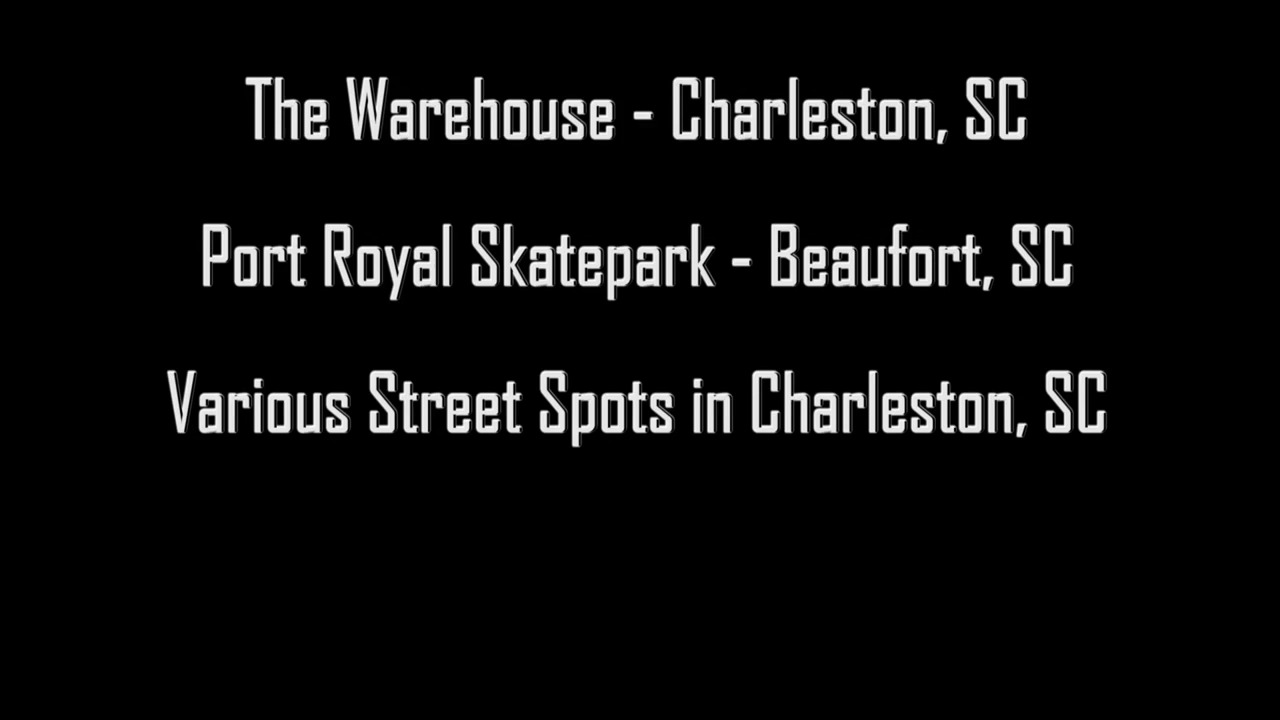 The Warehouse - Charleston, SC
Port Royal Skatepark - Beaufort, SC
Various Street Spots in Charleston, SC